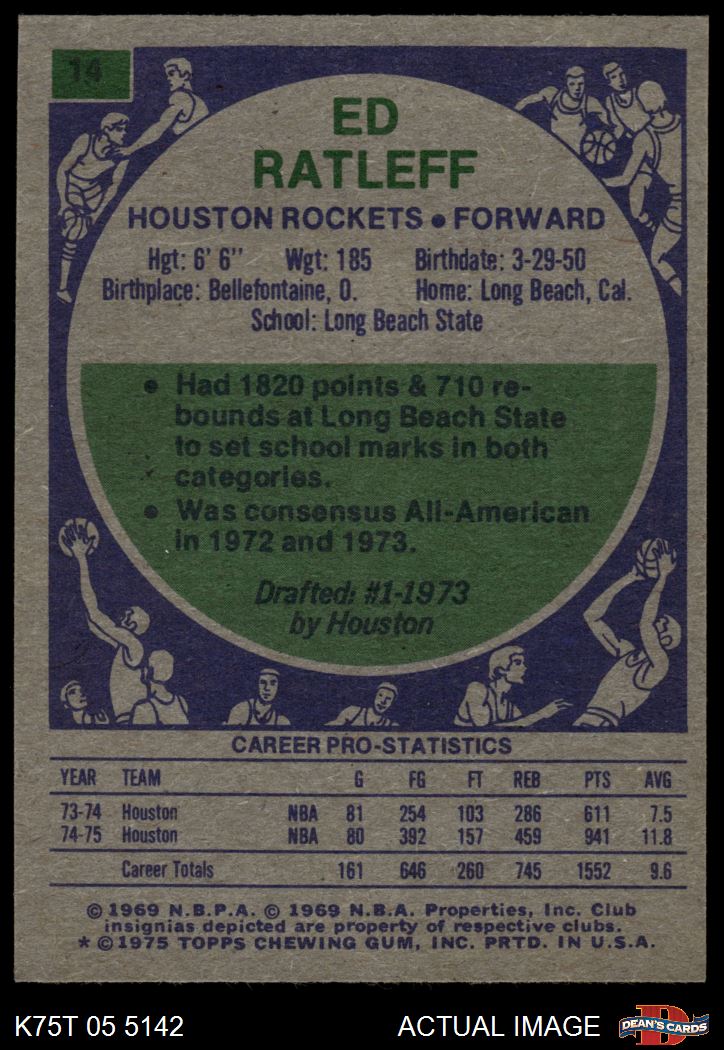 14
ED
RATLEFF
HOUSTON ROCKETS • FORWARD
Hgt: 6' 6" Wgt: 185 Birthdate: 3-29-50
Birthplace: Bellefontaine, O. Home: Long Beach, Cal.
School: Long Beach State
• Had 1820 points & 710 re-
bounds at Long Beach State
to set school marks in both
categories.
• Was consensus All-American
in 1972 and 1973.
Drafted: #1-1973
by Houston
CAREER PRO-STATISTICS
YEAR TEAM G FG FT REB PTS AVG
73-74 Houston NBA 81 254 103 286 611 7.5
74-75 Houston NBA 80 392 157 459 941 11.8
Career Totals 161 646 260 745 1552 9.6
© 1969 N.B.P.A. © 1969 N.B.A. Properties, Inc. Club
insignias depicted are property of respective clubs.
* © 1975 TOPPS CHEWING GUM, INC. PRTD. IN U.S.A.
K75T 05 5142 ACTUAL IMAGE D
DEAN'S CARDS